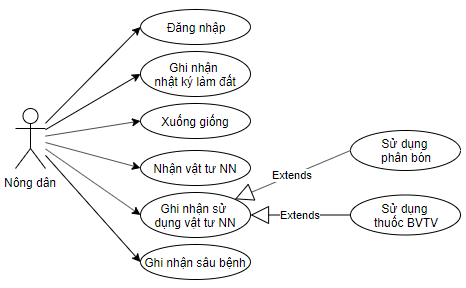 Đăng nhập
Ghi nhận
nhật ký làm đất
Xuống giống
Nông dân
Nhận vật tư NN
Ghi nhận sử
dụng vật tư NN
Ghi nhận sâu bệnh
Extends
Extends
Sử dụng
phân bón
Sử dụng
thuốc BVTV